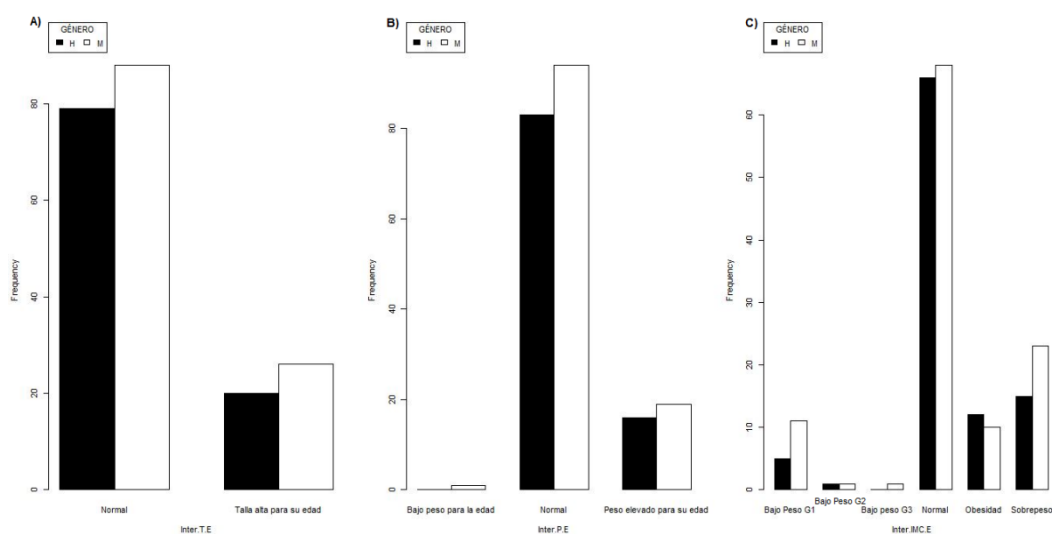 A)
GÉNERO
H M
Frequency
0 20 40 60 80
Normal Talla alta para su edad
Inter.T.E
B)
GÉNERO
H M
Frequency
0 20 40 60 80
Bajo peso para la edad Normal Peso elevado para su edad
Inter.P.E
C)
GÉNERO
H M
Frequency
0 10 20 30 40 50 60
Bajo Peso G1 Bajo Peso G2 Bajo peso G3 Normal Obesidad Sobrepeso
Inter.IMC.E